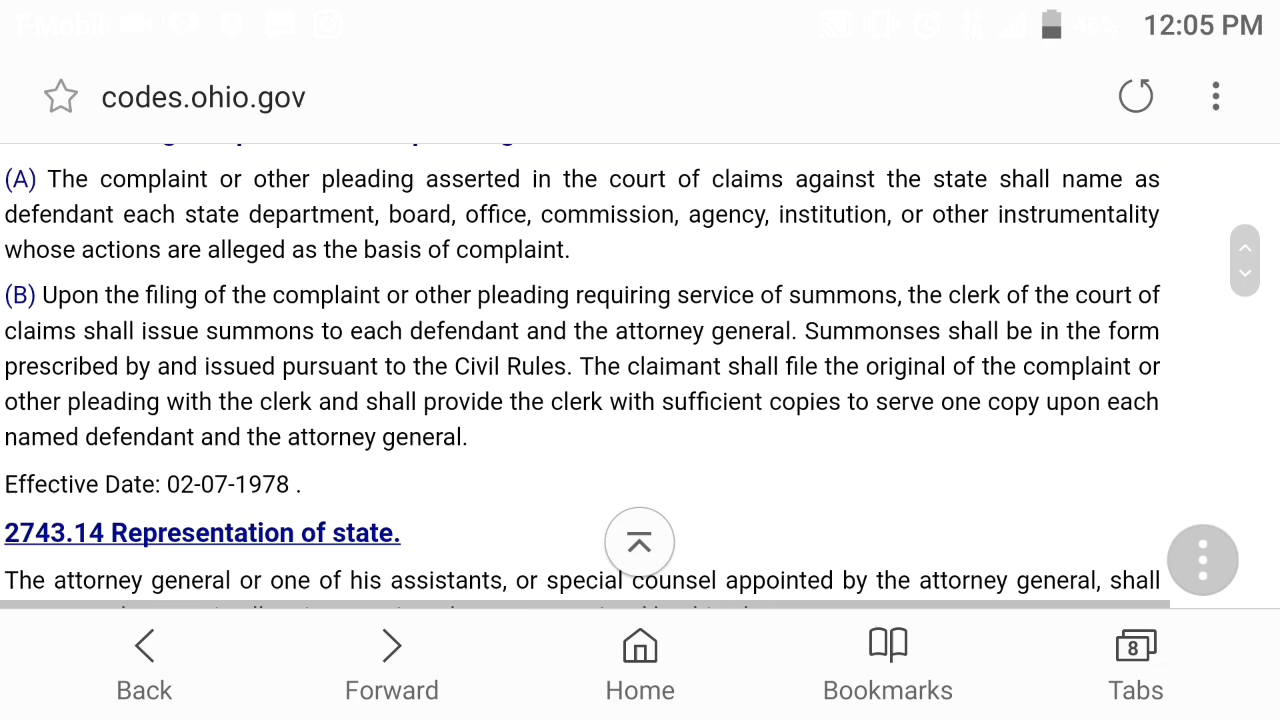 T-Mobil 46% 12:05 PM
codes.ohio.gov
(A) The complaint or other pleading asserted in the court of claims against the state shall name as
defendant each state department, board, office, commission, agency, institution, or other instrumentality
whose actions are alleged as the basis of complaint.
(B) Upon the filing of the complaint or other pleading requiring service of summons, the clerk of the court of
claims shall issue summons to each defendant and the attorney general. Summonses shall be in the form
prescribed by and issued pursuant to the Civil Rules. The claimant shall file the original of the complaint or
other pleading with the clerk and shall provide the clerk with sufficient copies to serve one copy upon each
named defendant and the attorney general.
Effective Date: 02-07-1978 .
2743.14 Representation of state.
The attorney general or one of his assistants, or special counsel appointed by the attorney general, shall
8
Back Forward Home Bookmarks Tabs